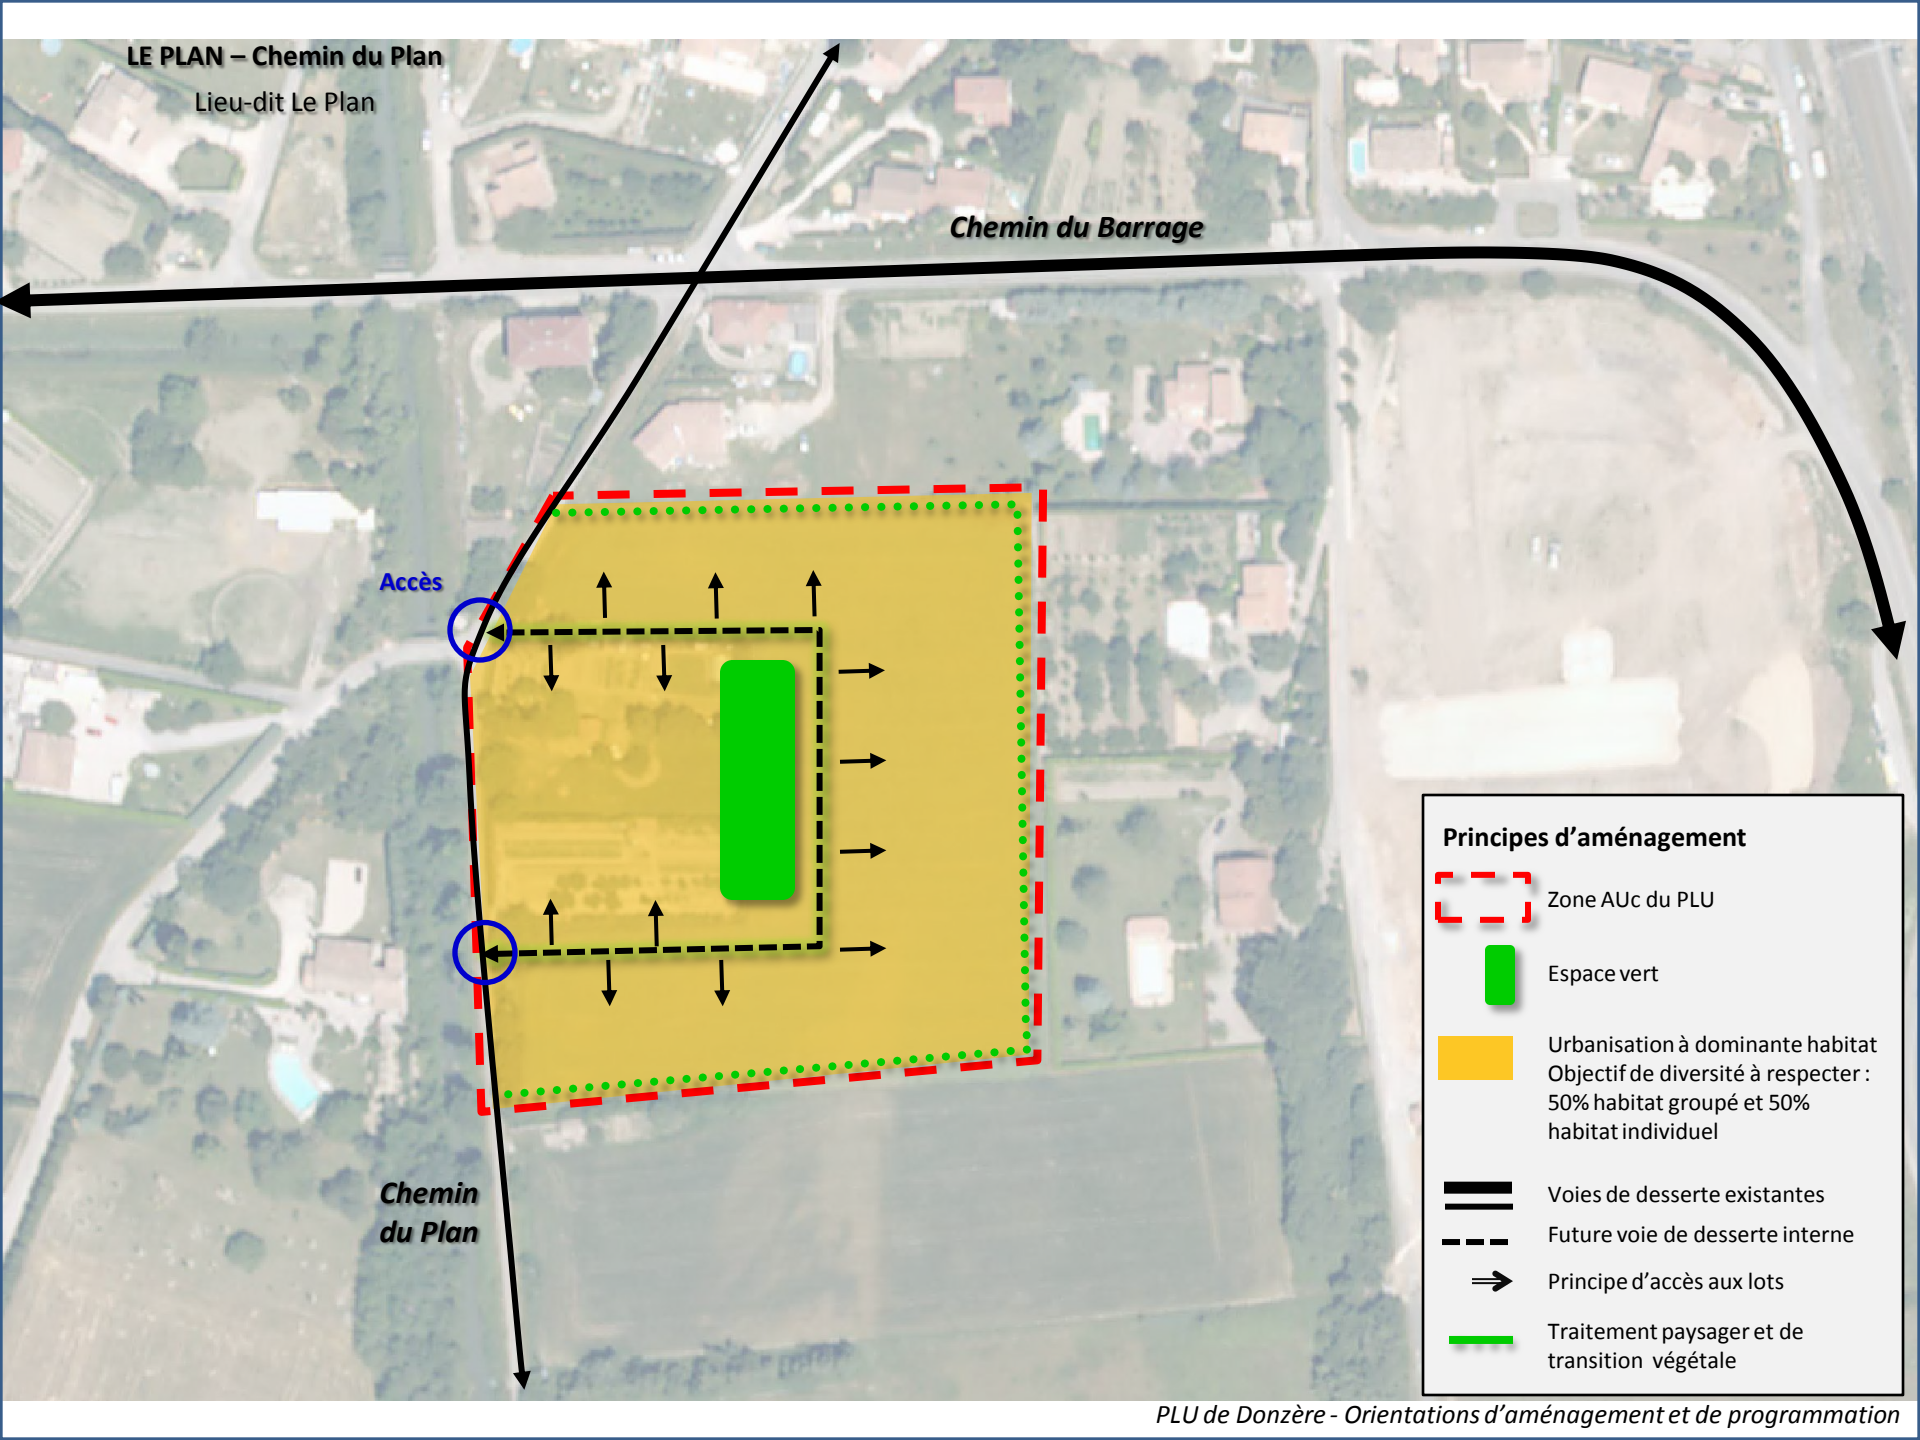 LE PLAN – Chemin du Plan
Lieu-dit Le Plan
Chemin du Barrage
Accès
Chemin
du Plan
Principes d’aménagement
Zone AUc du PLU
Espace vert
Urbanisation à dominante habitat
Objectif de diversité à respecter :
50% habitat groupé et 50%
habitat individuel
Voies de desserte existantes
Future voie de desserte interne
Principe d’accès aux lots
Traitement paysager et de
transition végétale
PLU de Donzère - Orientations d’aménagement et de programmation